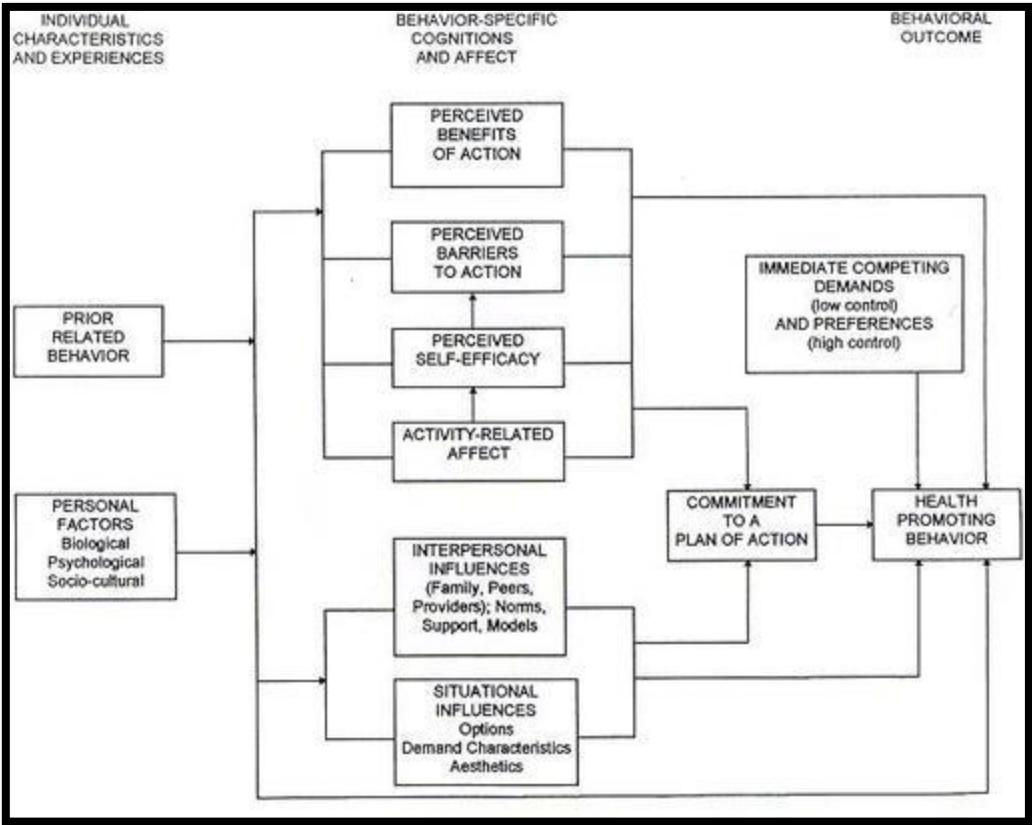 INDIVIDUAL
CHARACTERISTICS
AND EXPERIENCES
BEHAVIOR-SPECIFIC
COGNITIONS
AND AFFECT
BEHAVIORAL
OUTCOME
PERCEIVED
BENEFITS
OF ACTION
PERCEIVED
BARRIERS
TO ACTION
IMMEDIATE COMPETING
DEMANDS
(low control)
AND PREFERENCES
(high control)
PRIOR
RELATED
BEHAVIOR
PERCEIVED
SELF-EFFICACY
ACTIVITY-RELATED
AFFECT
PERSONAL
FACTORS
Biological
Psychological
Socio-cultural
COMMITMENT
TO A
PLAN OF ACTION
HEALTH
PROMOTING
BEHAVIOR
INTERPERSONAL
INFLUENCES
(Family, Peers,
Providers); Norms,
Support, Models
SITUATIONAL
INFLUENCES
Options
Demand Characteristics
Aesthetics